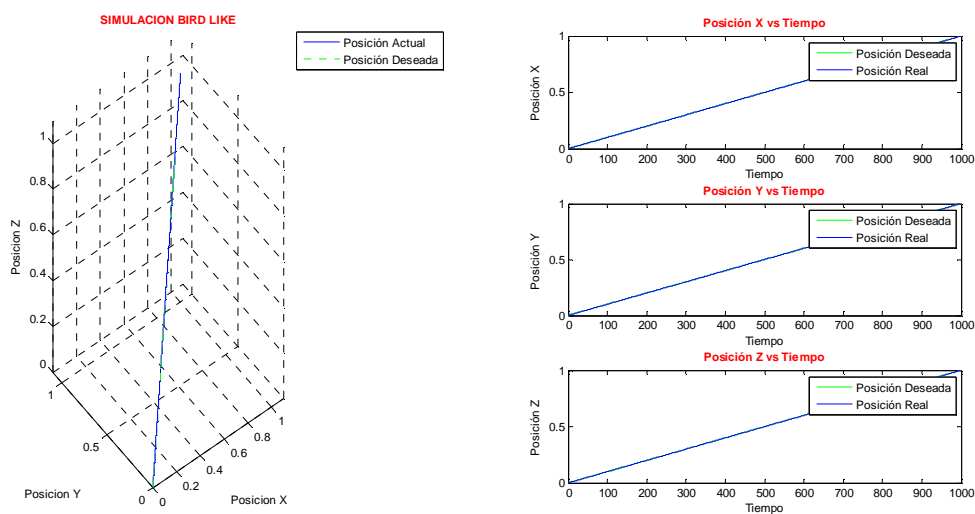 SIMULACION BIRD LIKE
Posición Actual
Posición Deseada
Posicion Z
1
0.8
0.6
0.4
0.2
0
1
0.5
0
Posicion Y
0
0.2
0.4
0.6
0.8
1
Posicion X
Posición X vs Tiempo
Posición X
1
0.5
0
Posición Deseada
Posición Real
0 100 200 300 400 500 600 700 800 900 1000
Tiempo
Posición Y vs Tiempo
Posición Y
1
0.5
0
Posición Deseada
Posición Real
0 100 200 300 400 500 600 700 800 900 1000
Tiempo
Posición Z vs Tiempo
Posición Z
1
0.5
0
Posición Deseada
Posición Real
0 100 200 300 400 500 600 700 800 900 1000
Tiempo